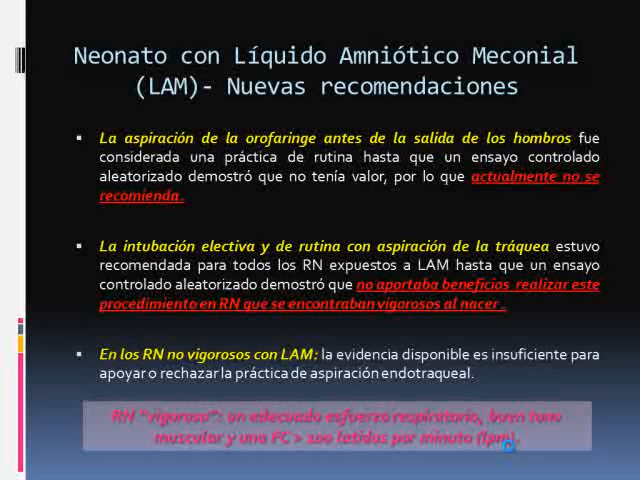 Neonato con Líquido Amniótico Meconial
(LAM)- Nuevas recomendaciones
La aspiración de la orofaringe antes de la salida de los hombros fue
considerada una práctica de rutina hasta que un ensayo controlado
aleatorizado demostró que no tenía valor, por lo que actualmente no se
recomienda.
La intubación electiva y de rutina con aspiración de la tráquea estuvo
recomendada para todos los RN expuestos a LAM hasta que un ensayo
controlado aleatorizado demostró que no aportaba beneficios realizar este
procedimiento en RN que se encontraban vigorosos al nacer.
En los RN no vigorosos con LAM: la evidencia disponible es insuficiente para
apoyar o rechazar la práctica de aspiración endotraqueal.
RN "vigoroso": un adecuado esfuerzo respiratorio, buen tono
muscular y una FC > 100 latidos por minuto (lpm).